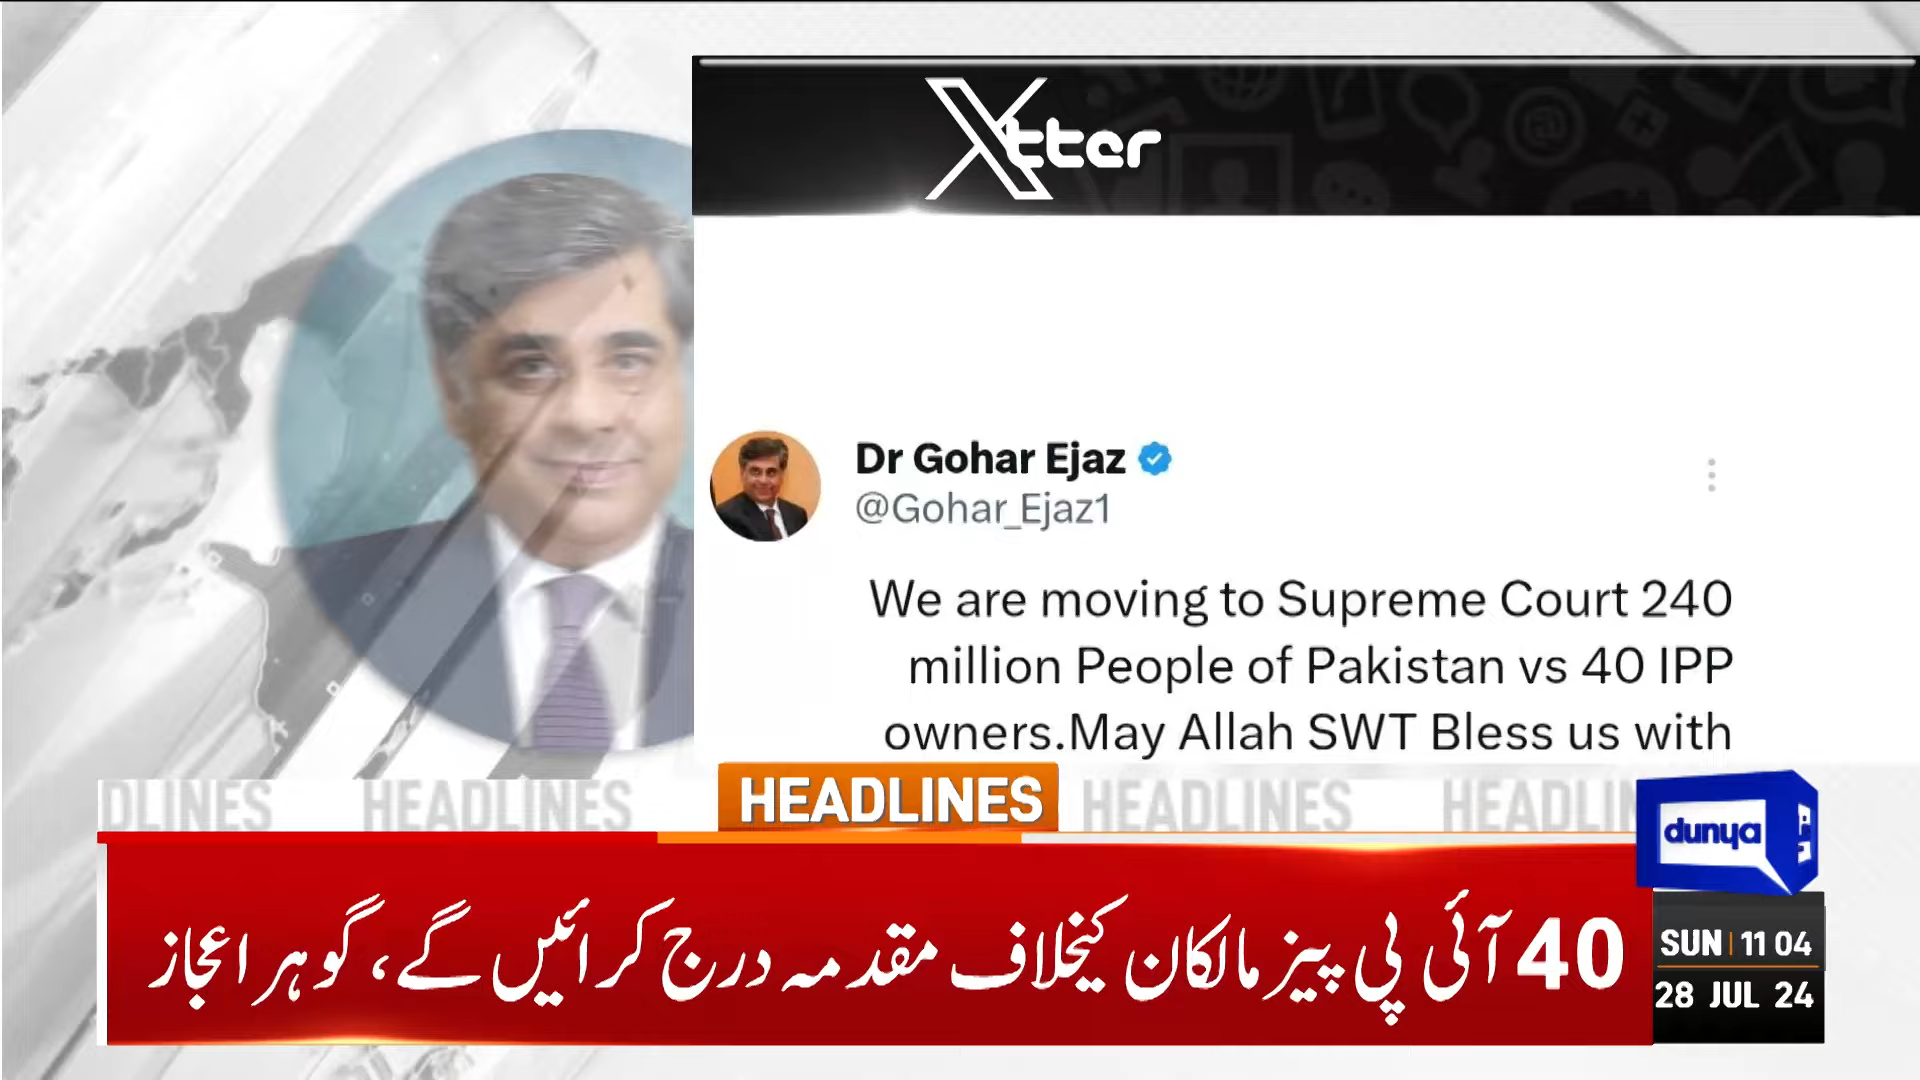 Xtter
Dr Gohar Ejaz
@Gohar_Ejaz1
We are moving to Supreme Court 240
million People of Pakistan vs 40 IPP
owners.May Allah SWT Bless us with
DLINES HEADLINES HEADLINES HEADLINES HEADLIN
dunya
40 آئی پی پیز مالکان کیخلاف مقدمہ درج کرائیں گے، گوہر اعجاز
SUN 11 04
28 JUL 24